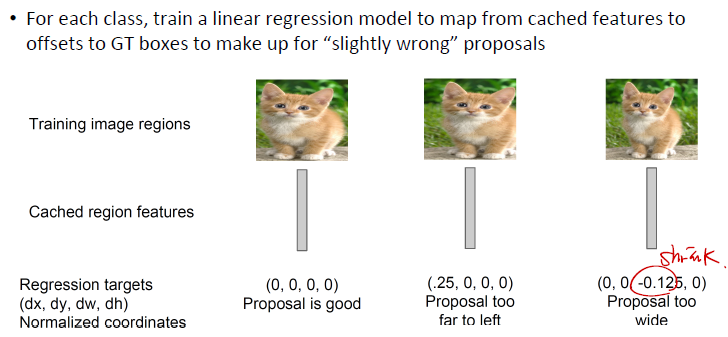 • For each class, train a linear regression model to map from cached features to
offsets to GT boxes to make up for “slightly wrong” proposals
Training image regions
Cached region features
shrink
Regression targets
(dx, dy, dw, dh)
Normalized coordinates
(0, 0, 0, 0)
Proposal is good
(.25, 0, 0, 0)
Proposal too
far to left
(0, 0, -0.125, 0)
Proposal too
wide